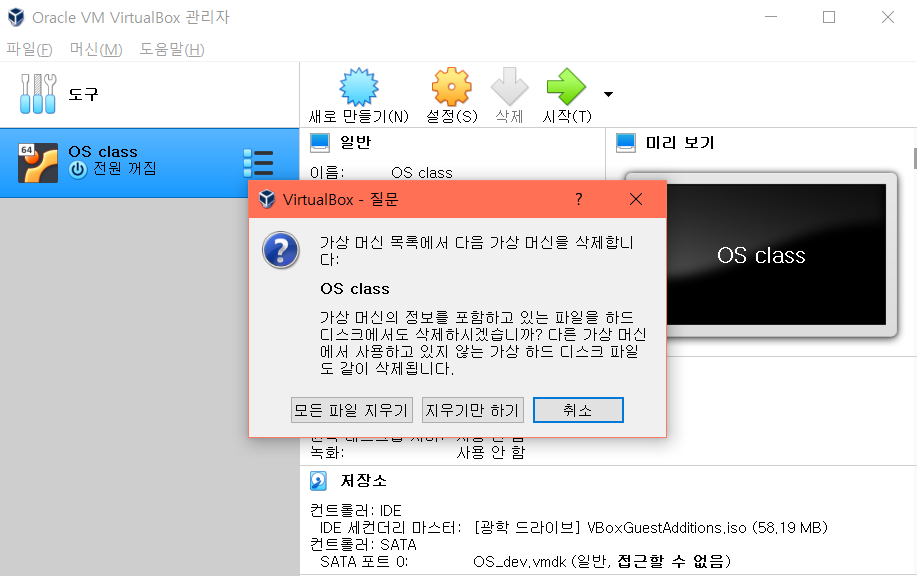 Oracle VM VirtualBox 관리자
파일(F) 머신(M) 도움말(H)
도구
새로 만들기(N) 설정(S) 삭제 시작(T)
64
OS class
전원 꺼짐
일반
이름: OS class
미리 보기
OS class
VirtualBox - 질문 ?
가상 머신 목록에서 다음 가상 머신을 삭제합니
다:
OS class
가상 머신의 정보를 포함하고 있는 파일을 하드
디스크에서도 삭제하시겠습니까? 다른 가상 머신
에서 사용하고 있지 않는 가상 하드 디스크 파일
도 같이 삭제됩니다.
모든 파일 지우기 지우기만 하기 취소
녹화: 사용 안 함
저장소
컨트롤러: IDE
IDE 세컨더리 마스터: [광학 드라이브] VBoxGuestAdditions.iso (58.19 MB)
컨트롤러: SATA
SATA 포트 0: OS_dev.vmdk (일반, 접근할 수 없음)